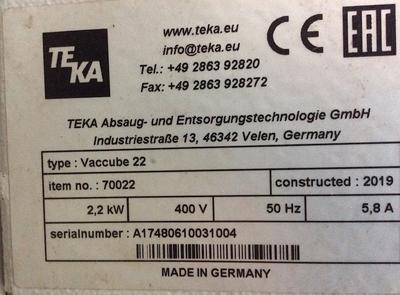 TEKA
www.teka.eu
info@teka.eu
Tel.: +49 2863 92820
Fax: +49 2863 928272
CE EAC
TEKA Absaug- und Entsorgungstechnologie GmbH
Industriestraße 13, 46342 Velen, Germany
type : Vaccube 22
item no. : 70022 constructed : 2019
2,2 kW 400 V 50 Hz 5,8 A
serialnumber : A17480610031004
MADE IN GERMANY